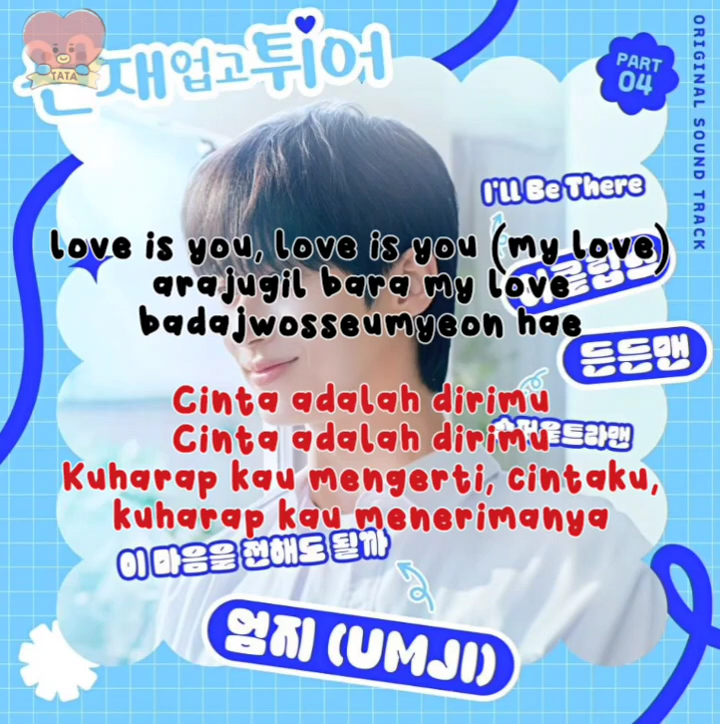 TATA
재업고튀어
PART
04
ORIGINAL SOUND TRACK
I'll Be There
Love is you, Love is you (my love)
arajugil bara my love
badajwosseumyeon hae
든든맨
Cinta adalah dirimu
Cinta adalah dirimu
Kuharap kau mengerti, cintaku,
kuharap kau menerimanya
이 마음을 전해도 될까
엄지 (UMJI)